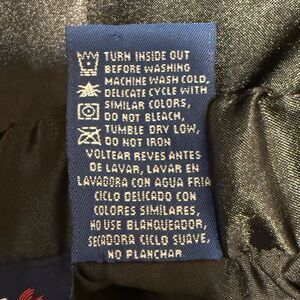 TURN INSIDE OUT
BEFORE WASHING
MACHINE WASH COLD,
DELICATE CYCLE WITH
SIMILAR COLORS,
DO NOT BLEACH,
TUMBLE DRY LOW,
DO NOT IRON
VOLTEAR REVES ANTES
DE LAVAR, LAVAR EN
LAVADORA CON AGUA FRIA
CICLO DELICADO CON
COLORES SIMILARES,
NO USE BLANQUEADOR,
SECADORA CICLO SUAVE,
NO PLANCHAR.